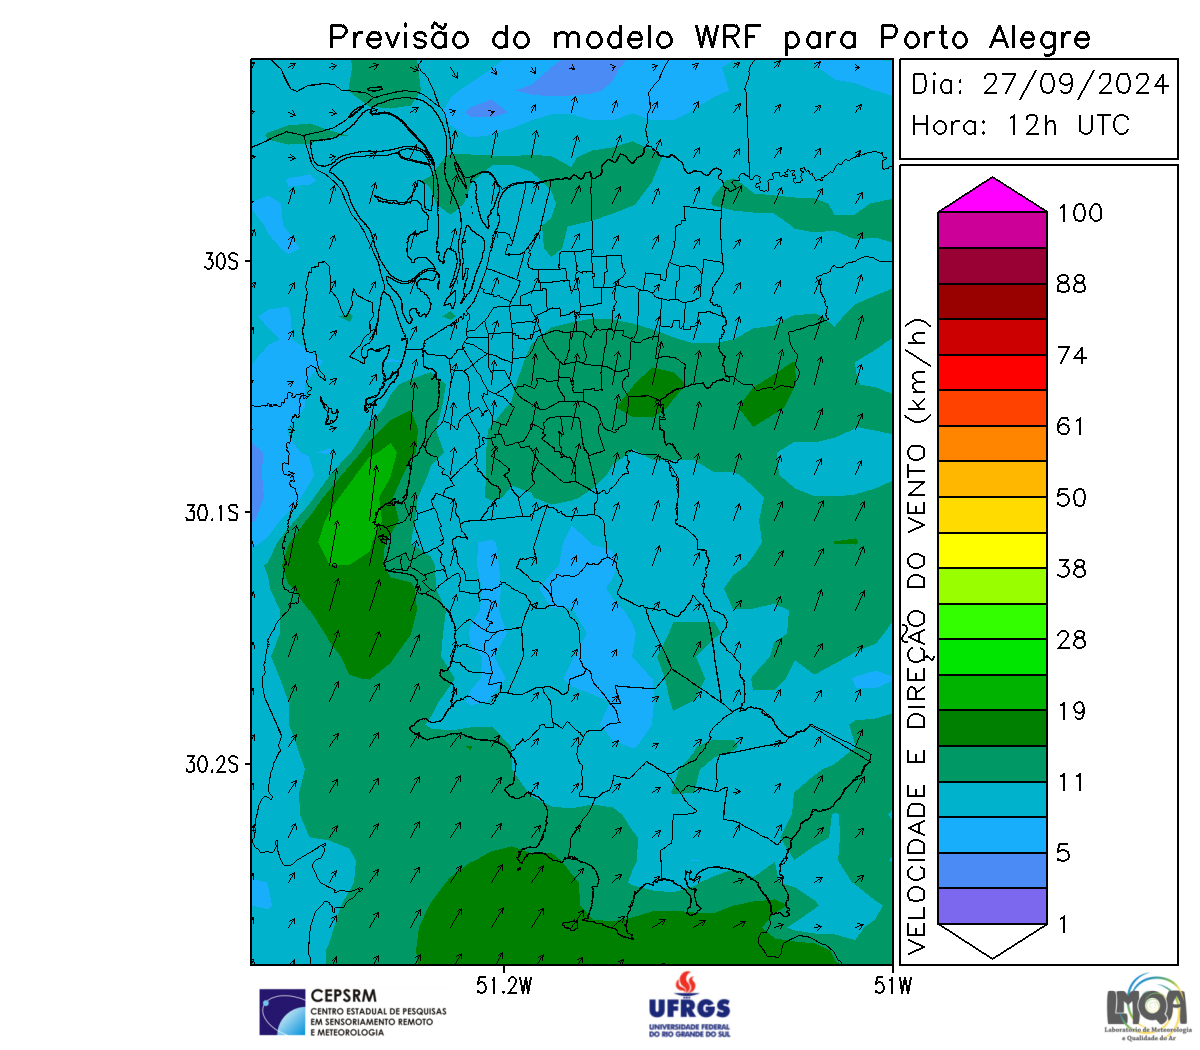 Previsão do modelo WRF para Porto Alegre
Dia: 27/09/2024
Hora: 12h UTC
30S
30.1S
30.2S
51.2W
51W
VELOCIDADE E DIREÇÃO DO VENTO (km/h)
100
88
74
61
50
38
28
19
11
5
1
CEPSRM
CENTRO ESTADUAL DE PESQUISAS
EM SENSORIAMENTO REMOTO
E METEOROLOGIA
UFRGS
UNIVERSIDADE FEDERAL
DO RIO GRANDE DO SUL
LMQA
Laboratório de Meteorologia
e Qualidade do Ar